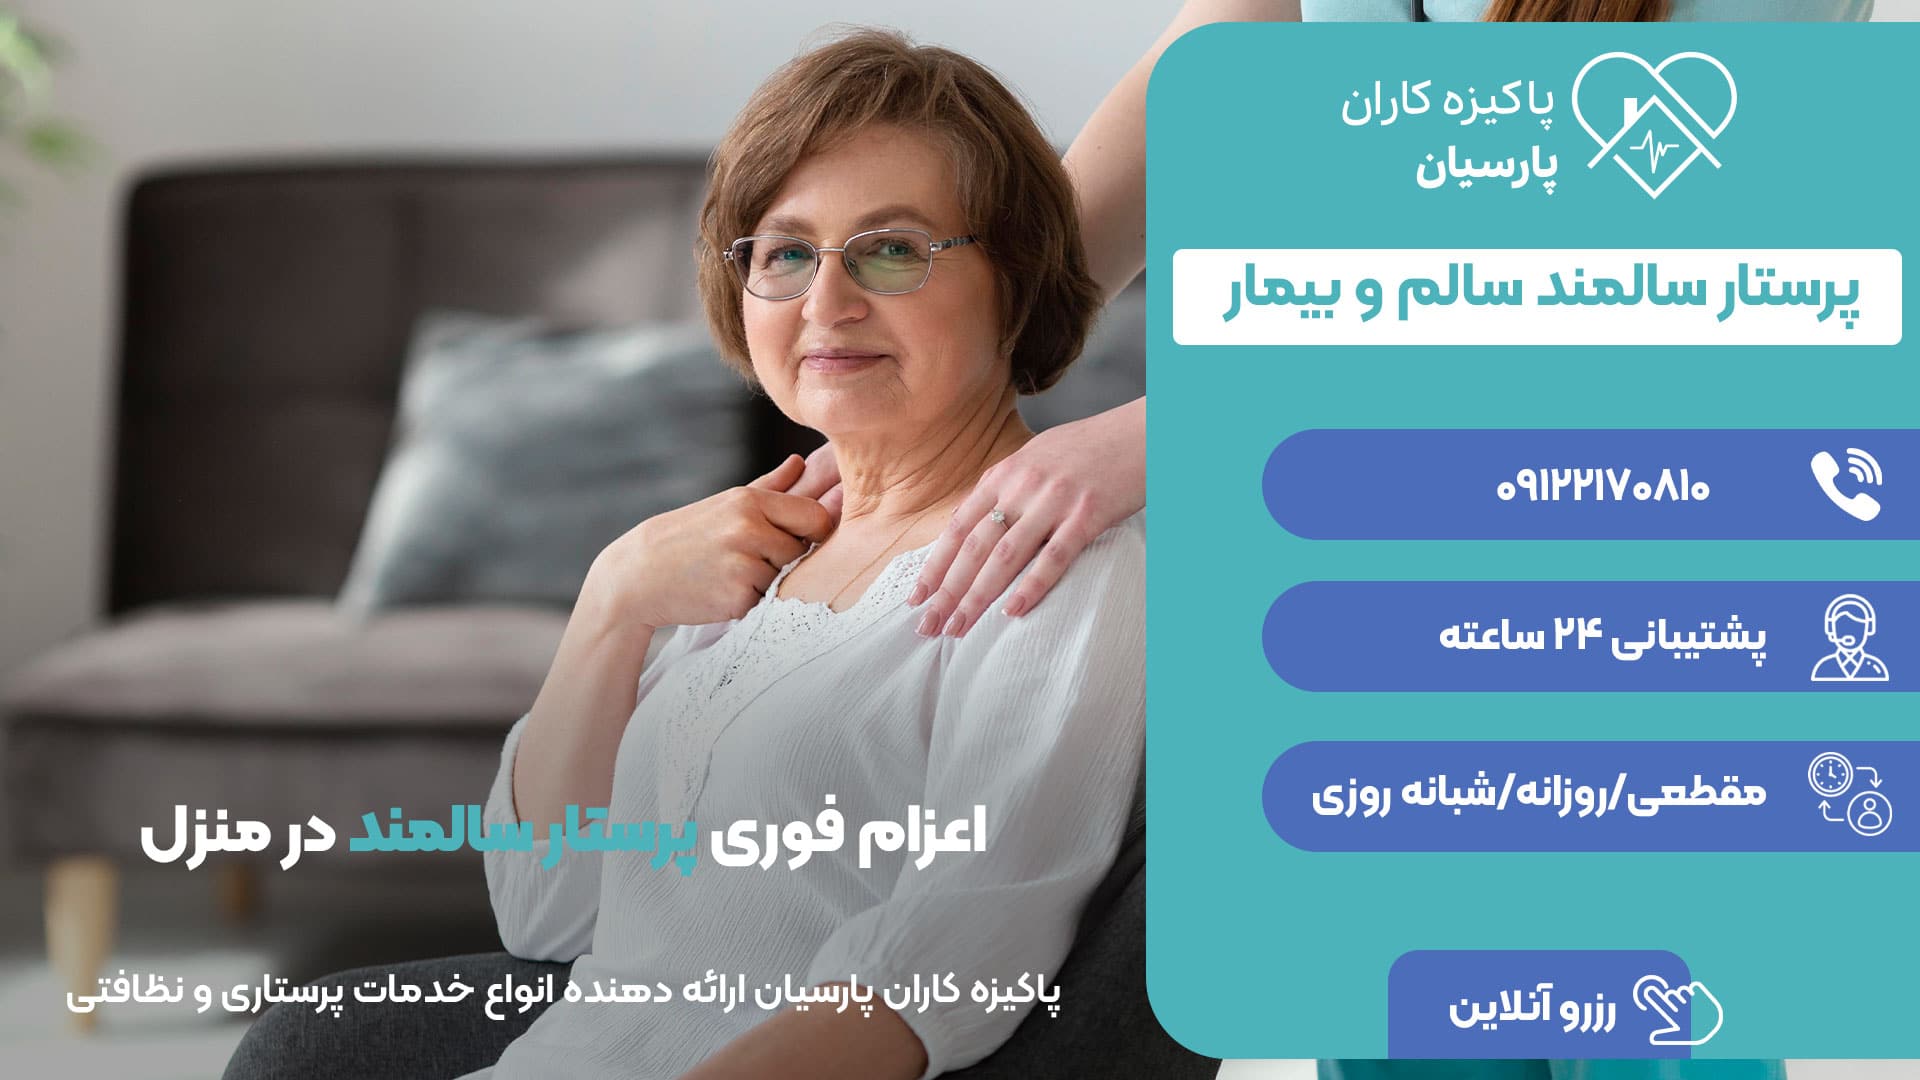 پاکیزه کاران
پارسیان
پرستار سالمند سالم و بیمار
۰۹۱۲۲۱۷۰۸۱۰
پشتیبانی ۲۴ ساعته
مقطعی/روزانه/شبانه روزی
رزرو آنلاین
اعزام فوری پرستار سالمند در منزل
پاکیزه کاران پارسیان ارائه دهنده انواع خدمات پرستاری و نظافتی